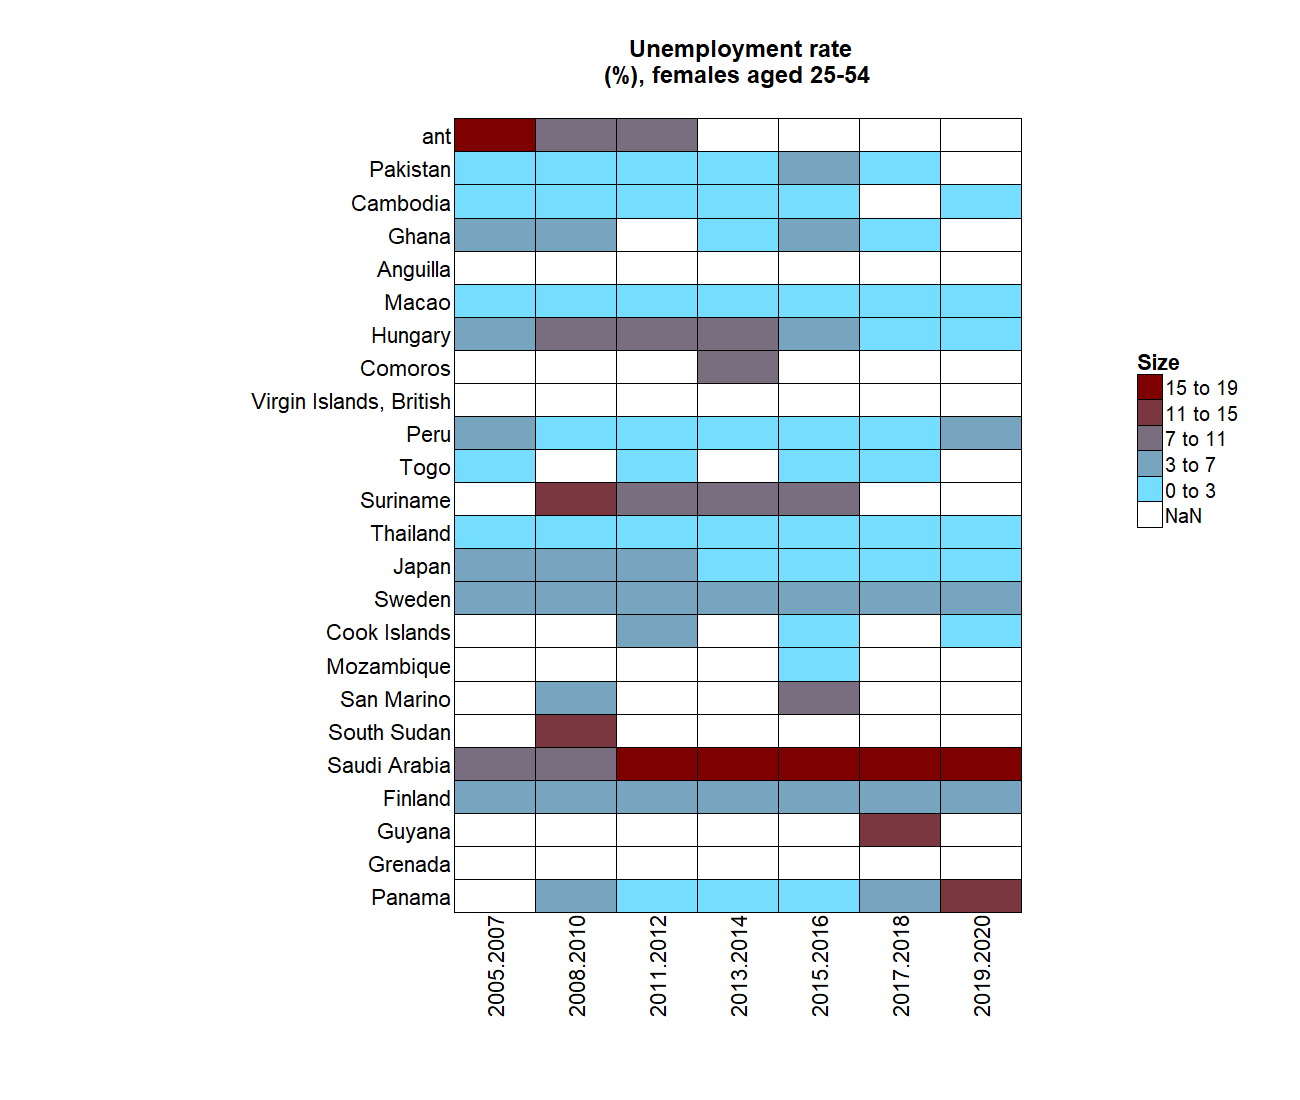 Unemployment rate
(%), females aged 25-54
ant
Pakistan
Cambodia
Ghana
Anguilla
Macao
Hungary
Comoros
Virgin Islands, British
Peru
Togo
Suriname
Thailand
Japan
Sweden
Cook Islands
Mozambique
San Marino
South Sudan
Saudi Arabia
Finland
Guyana
Grenada
Panama
2005.2007
2008.2010
2011.2012
2013.2014
2015.2016
2017.2018
2019.2020
Size
15 to 19
11 to 15
7 to 11
3 to 7
0 to 3
NaN